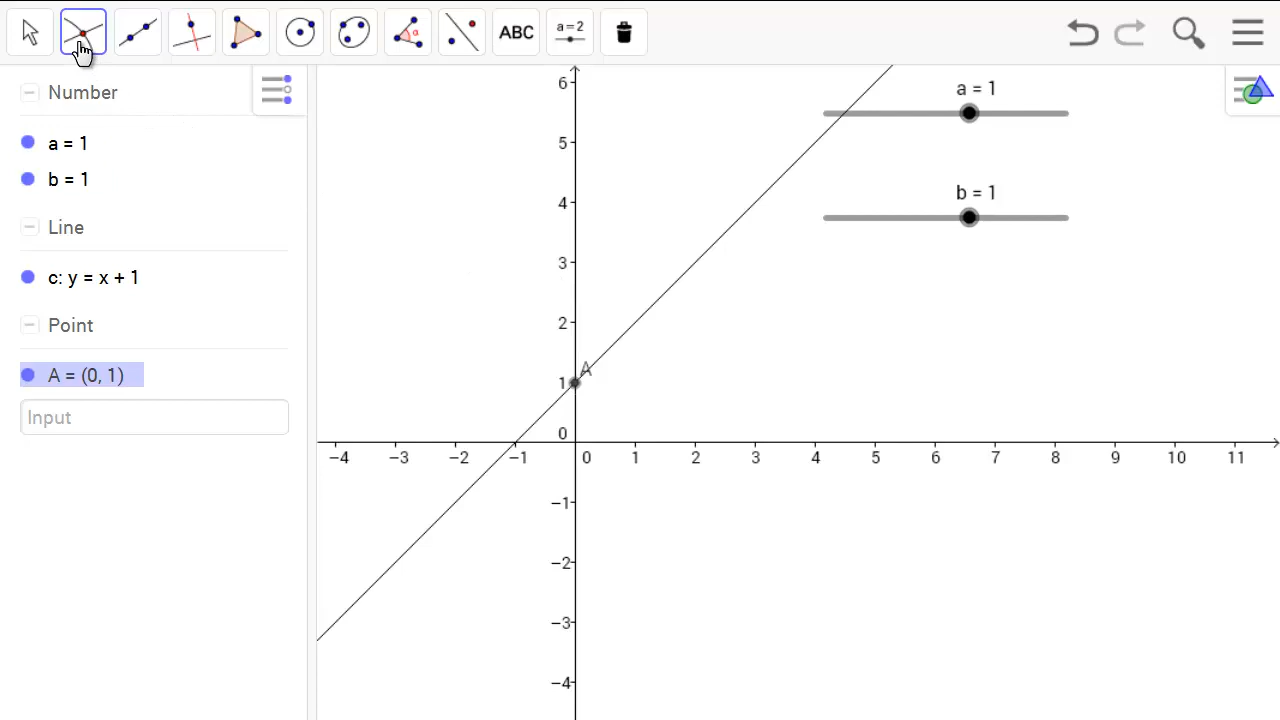 ABC
a=2
Number
a = 1
b = 1
Line
c: y = x + 1
Point
A = (0, 1)
Input
a = 1
b = 1
6
5
4
3
2
1
A
0
−4 −3 −2 −1 0 1 2 3 4 5 6 7 8 9 10 11
−1
−2
−3
−4
α